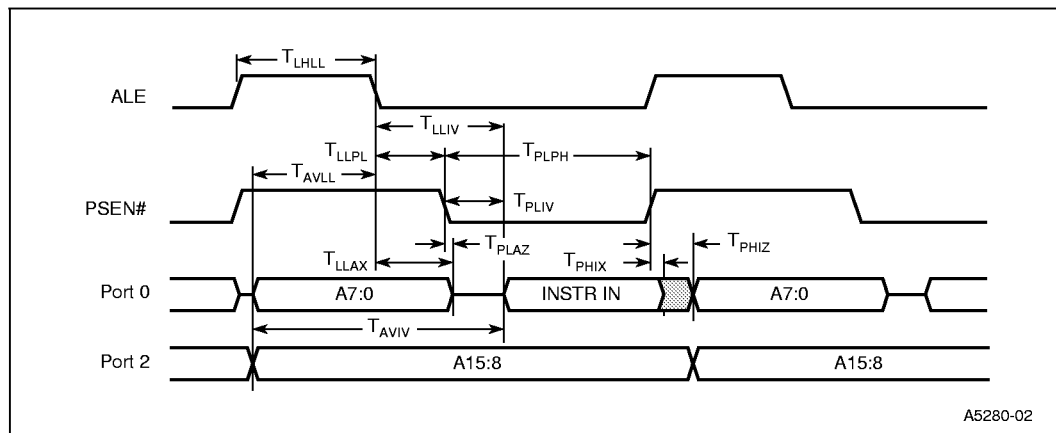 T_LHLL
ALE
T_LLIV
T_LLPL
T_PLPH
T_AVLL
PSEN#
T_PLIV
T_PLAZ
T_PHIZ
T_LLAX
T_PHIX
Port 0
A7:0
INSTR IN
A7:0
T_AVIV
Port 2
A15:8
A15:8
A5280-02